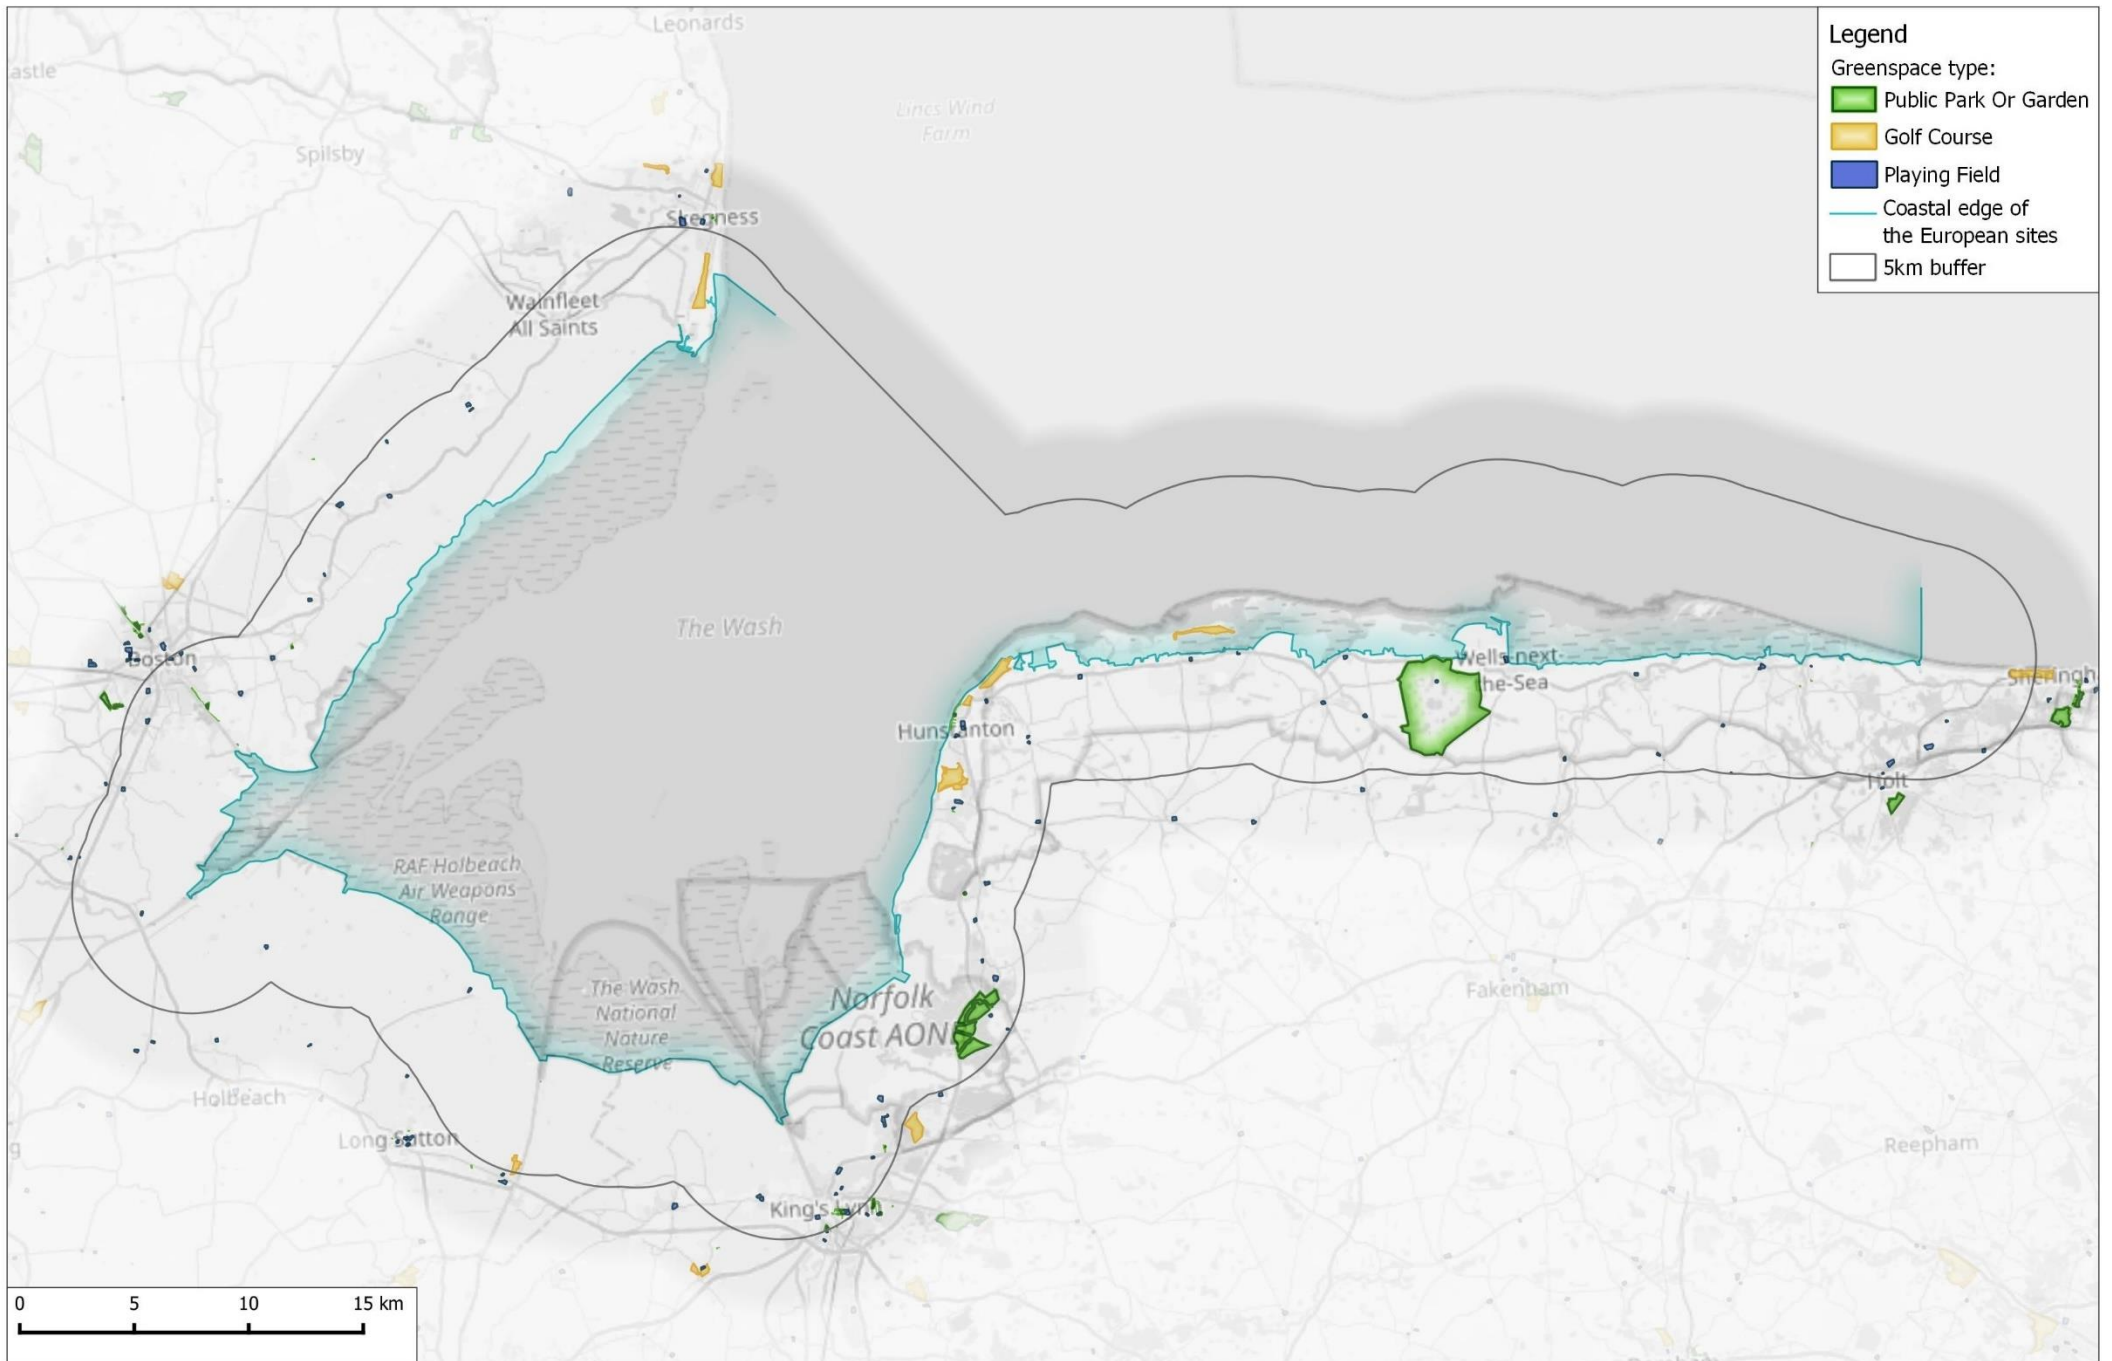 Leonards
astle
Lincs Wind
Farm
Spilsby
Skegness
Wainfleet
All Saints
The Wash
Boston
Wells-next-
the-Sea
Hunstanton
Holt
RAF Holbeach
Air Weapons
Range
The Wash
National
Nature
Reserve
Norfolk
Coast AON
Fakenham
Holbeach
Long Sutton
g
Reepham
King's Lynn
Legend
Greenspace type:
Public Park Or Garden
Golf Course
Playing Field
Coastal edge of
the European sites
5km buffer
0 5 10 15 km